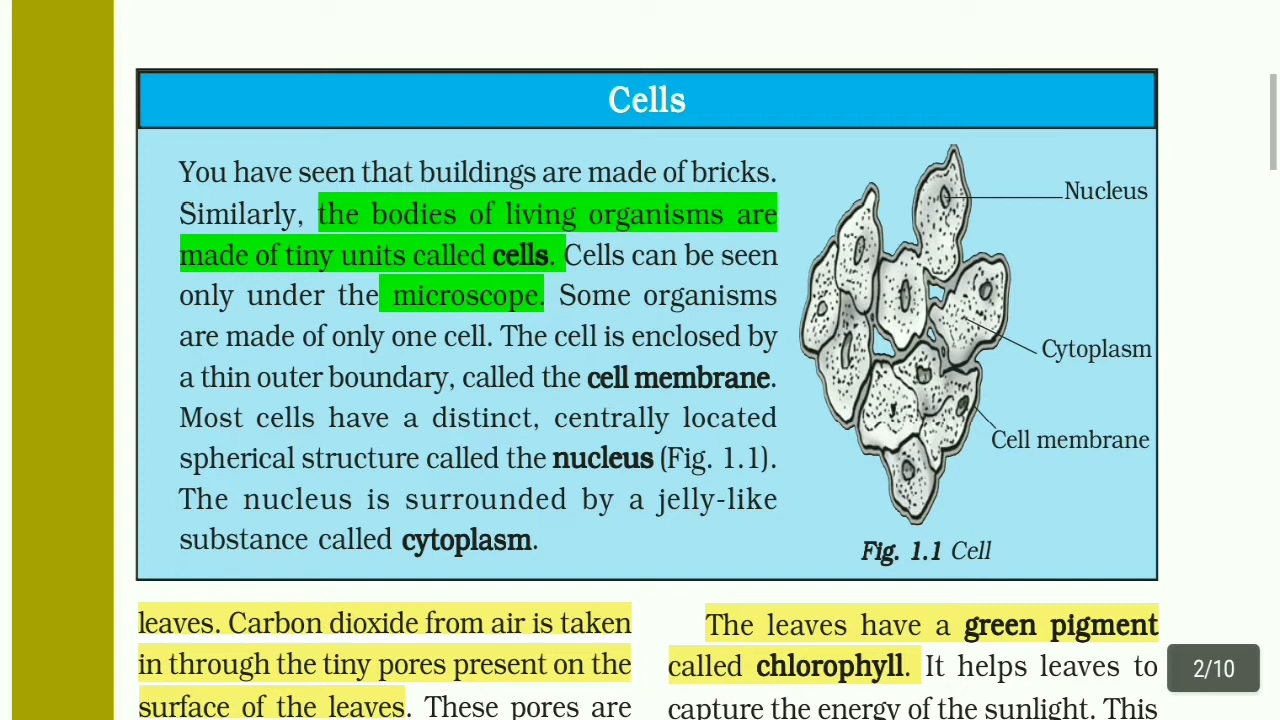 Cells
You have seen that buildings are made of bricks.
Similarly, the bodies of living organisms are
made of tiny units called cells. Cells can be seen
only under the microscope. Some organisms
are made of only one cell. The cell is enclosed by
a thin outer boundary, called the cell membrane.
Most cells have a distinct, centrally located
spherical structure called the nucleus (Fig. 1.1).
The nucleus is surrounded by a jelly-like
substance called cytoplasm.
Nucleus
Cytoplasm
Cell membrane
Fig. 1.1 Cell
leaves. Carbon dioxide from air is taken
in through the tiny pores present on the
surface of the leaves. These pores are
The leaves have a green pigment
called chlorophyll. It helps leaves to
capture the energy of the sunlight. This
2/10